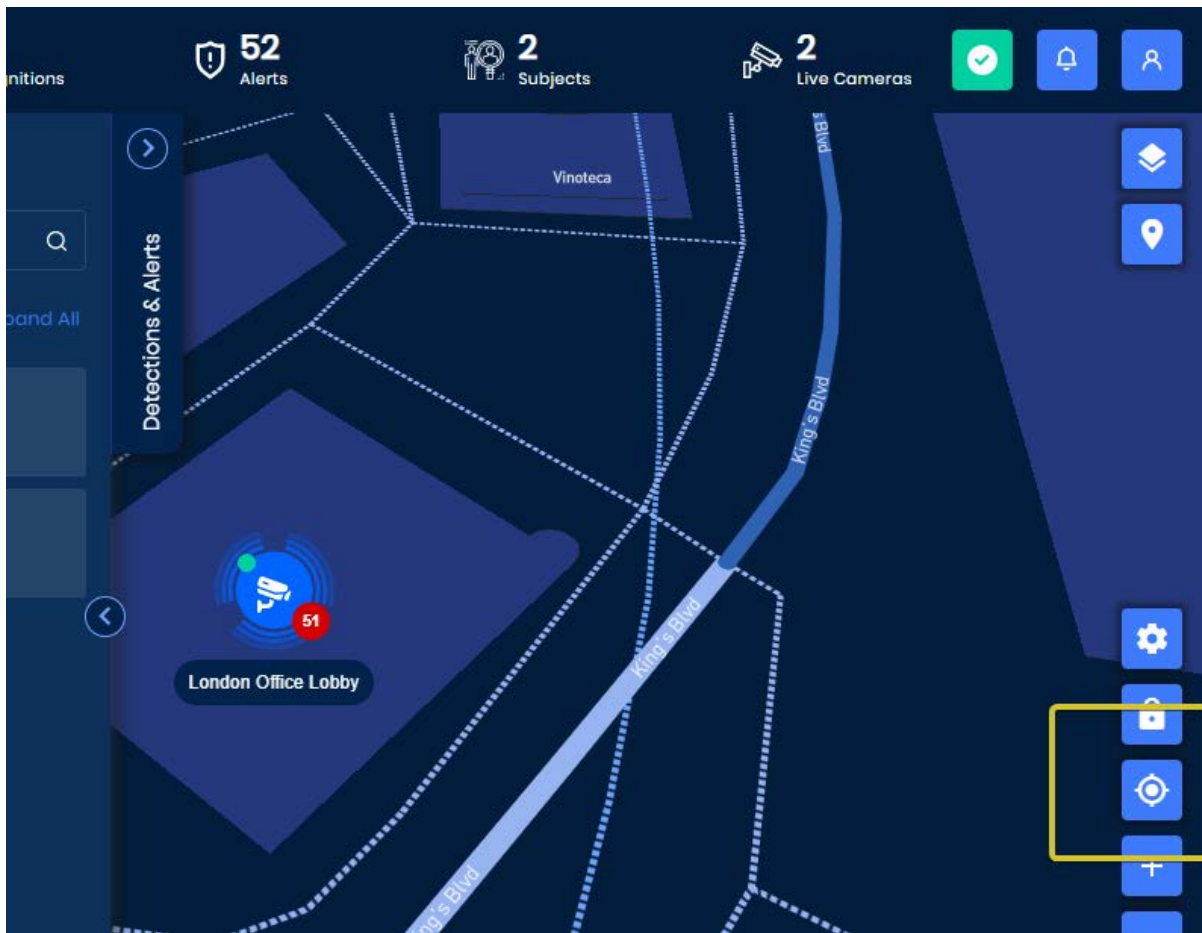 52
Alerts
2
Subjects
2
Live Cameras
gnitions
s Blvd
Vinoteca
Detections & Alerts
pand All
King's Blvd
51
London Office Lobby
King's Blvd
ng's Blvd